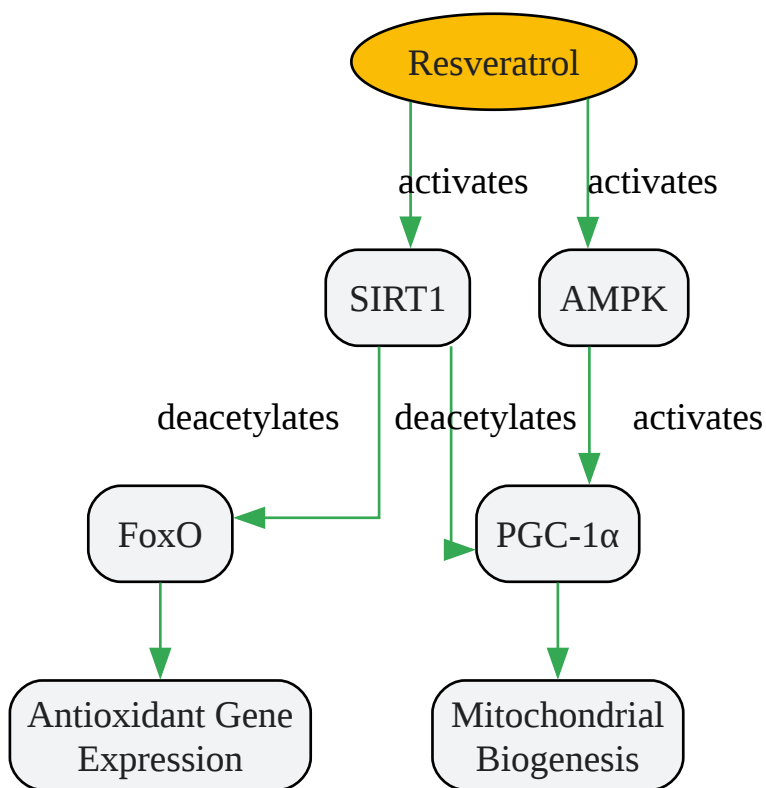 Resveratrol
activates
activates
SIRT1
AMPK
deacetylates
deacetylates
activates
FoxO
PGC-1α
Antioxidant Gene
Expression
Mitochondrial
Biogenesis